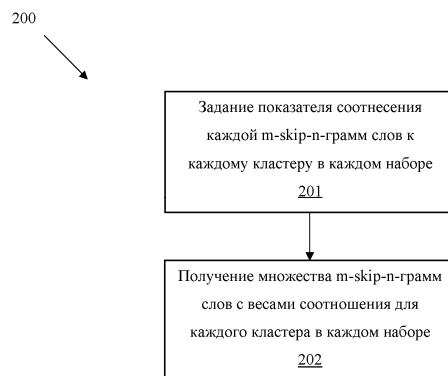 200
Задание показателя соотнесения
каждой m-skip-n-грамм слов к
каждому кластеру в каждом наборе
201
Получение множества m-skip-n-грамм
слов с весами соотношения для
каждого кластера в каждом наборе
202